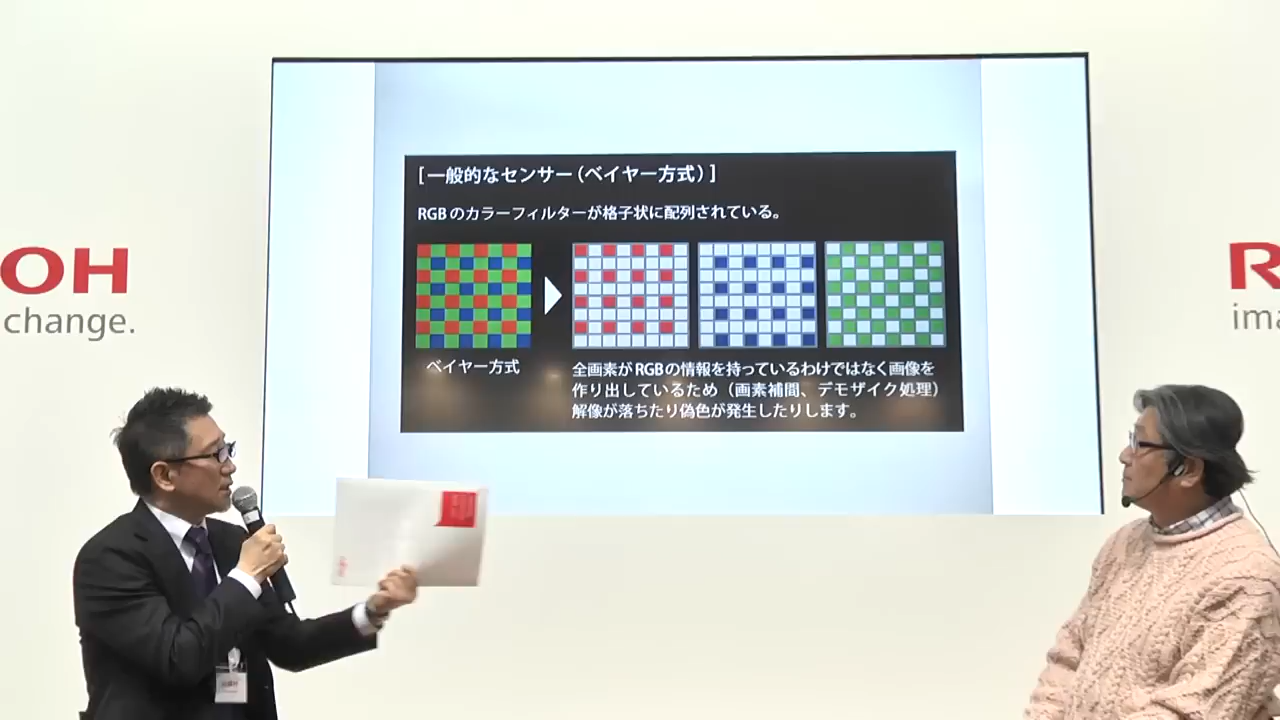 [一般的なセンサー(ベイヤー方式)]
RGBのカラーフィルターが格子状に配列されている。
ベイヤー方式
全画素がRGBの情報を持っているわけではなく画像を
作り出しているため(画素補間、デモザイク処理)
解像が落ちたり偽色が発生したりします。
OH
change.
R
ima